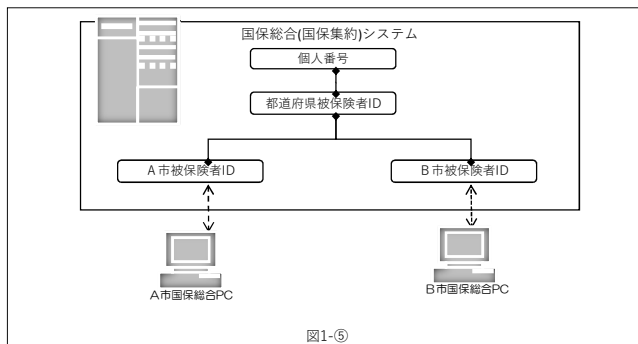 国保総合(国保集約)システム
個人番号
都道府県被保険者ID
A市被保険者ID
B市被保険者ID
A市国保総合PC
B市国保総合PC
図1-⑤